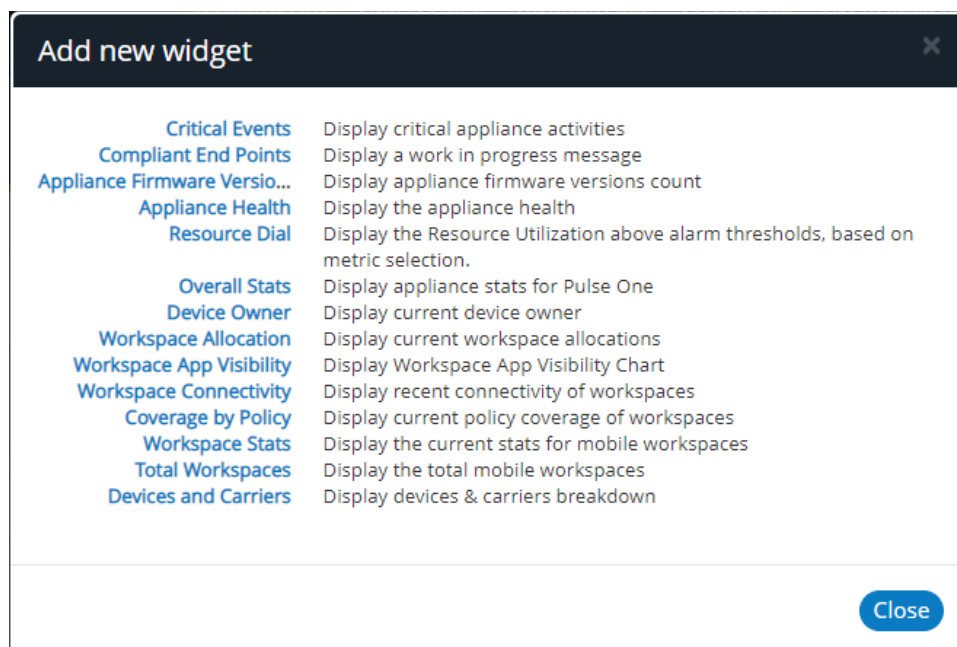 Add new widget
×
Critical Events Display critical appliance activities
Compliant End Points Display a work in progress message
Appliance Firmware Versio... Display appliance firmware versions count
Appliance Health Display the appliance health
Resource Dial Display the Resource Utilization above alarm thresholds, based on
metric selection.
Overall Stats Display appliance stats for Pulse One
Device Owner Display current device owner
Workspace Allocation Display current workspace allocations
Workspace App Visibility Display Workspace App Visibility Chart
Workspace Connectivity Display recent connectivity of workspaces
Coverage by Policy Display current policy coverage of workspaces
Workspace Stats Display the current stats for mobile workspaces
Total Workspaces Display the total mobile workspaces
Devices and Carriers Display devices & carriers breakdown
Close